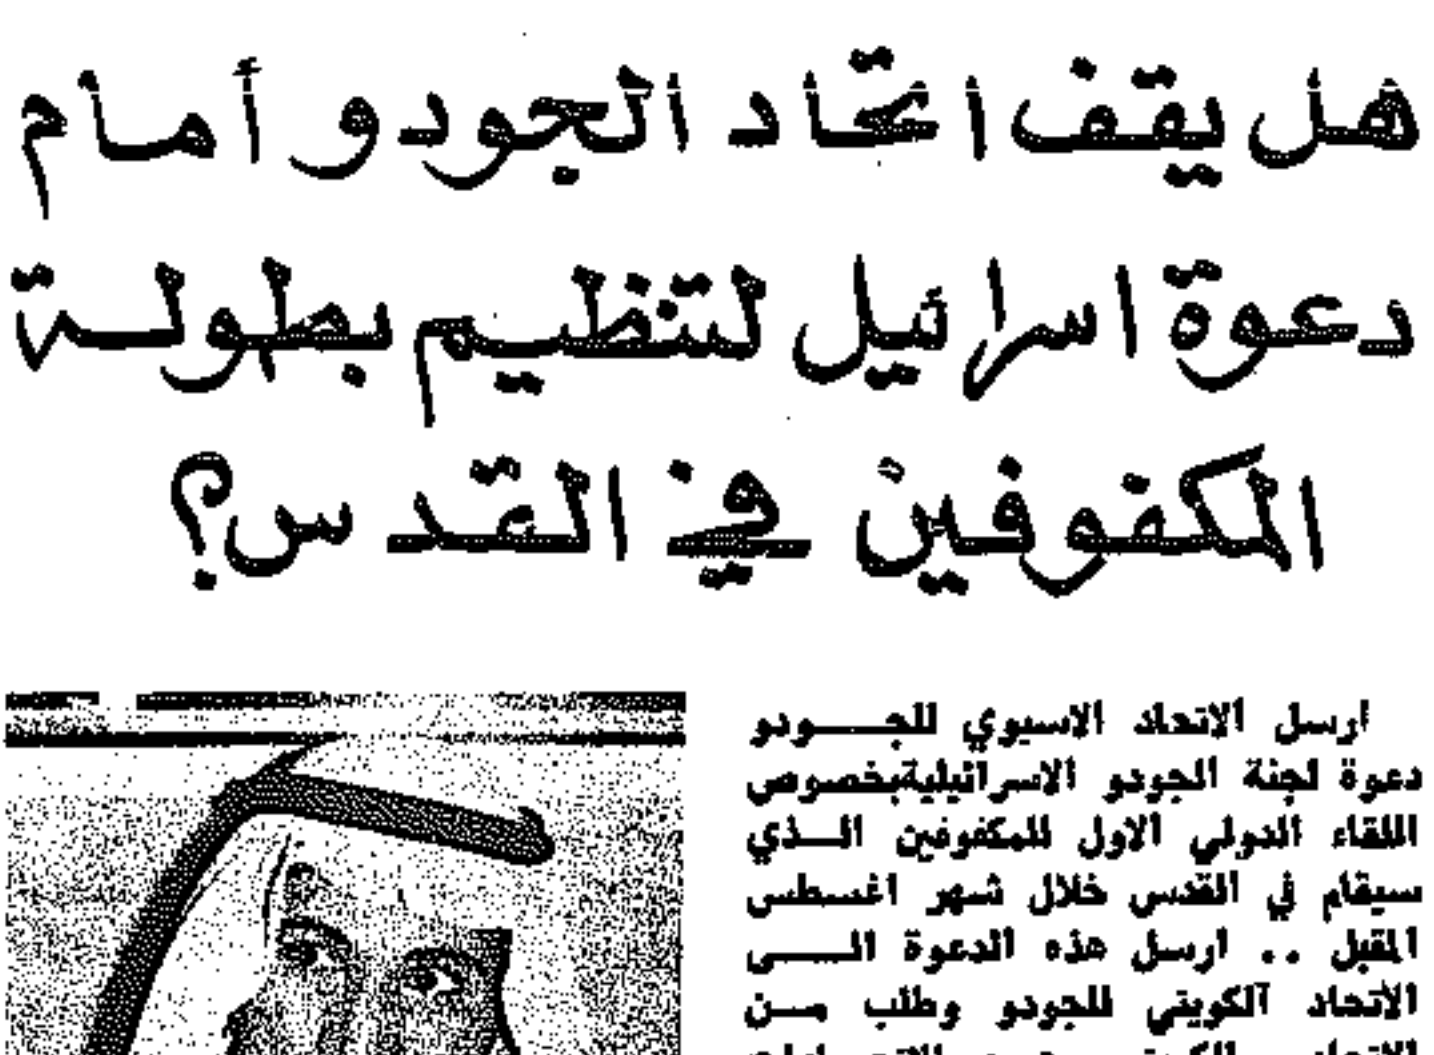 هل يقف اتحاد الجودو أمام
دعوة اسرائيل لتنظيم بطولة
المكفوفين في القدس؟
ارسل الاتحاد الاسيوي للجودو
دعوة لجنة الجودو الاسرائيلية بخصوص
اللقاء الدولي الاول للمكفوفين الذي
سيقام في القدس خلال شهر اغسطس
المقبل .. ارسل هذه الدعوة الى
الاتحاد الكويتي للجودو وطلب من